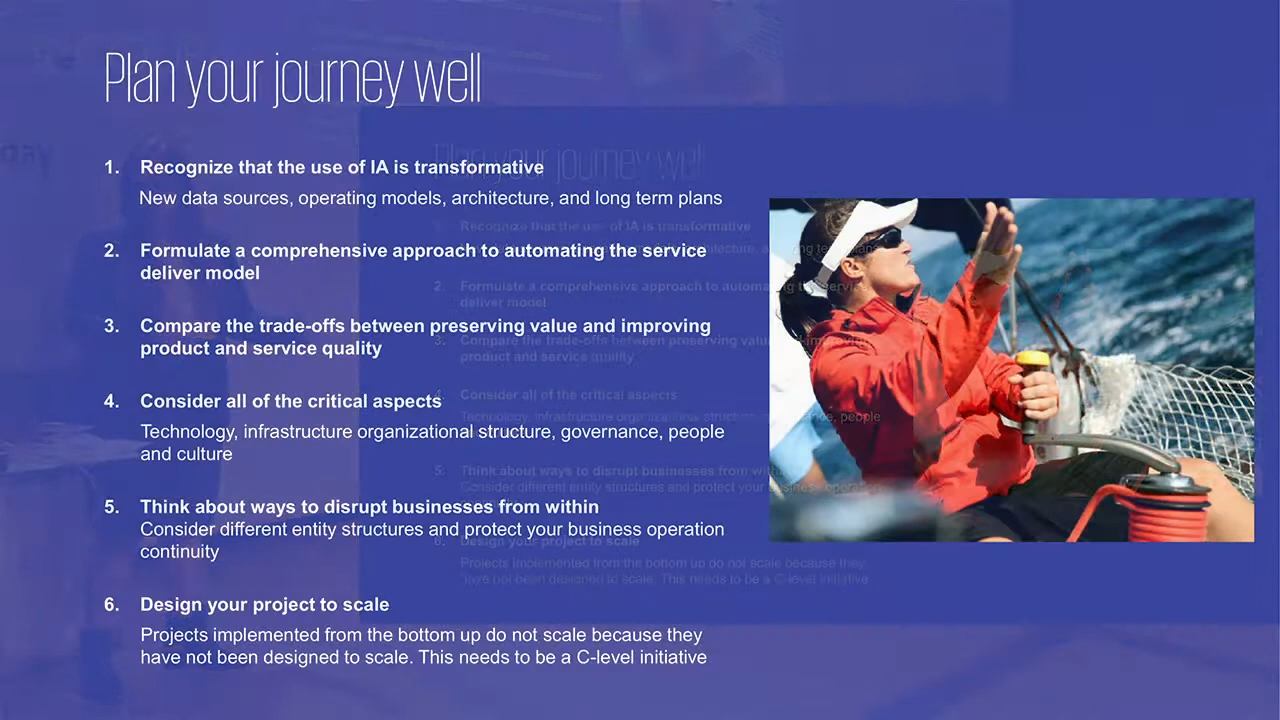 Plan your journey well
1. Recognize that the use of IA is transformative
New data sources, operating models, architecture, and long term plans
2. Formulate a comprehensive approach to automating the service
deliver model
3. Compare the trade-offs between preserving value and improving
product and service quality
4. Consider all of the critical aspects
Technology, infrastructure organizational structure, governance, people
and culture
5. Think about ways to disrupt businesses from within
Consider different entity structures and protect your business operation
continuity
6. Design your project to scale
Projects implemented from the bottom up do not scale because they
have not been designed to scale. This needs to be a C-level initiative